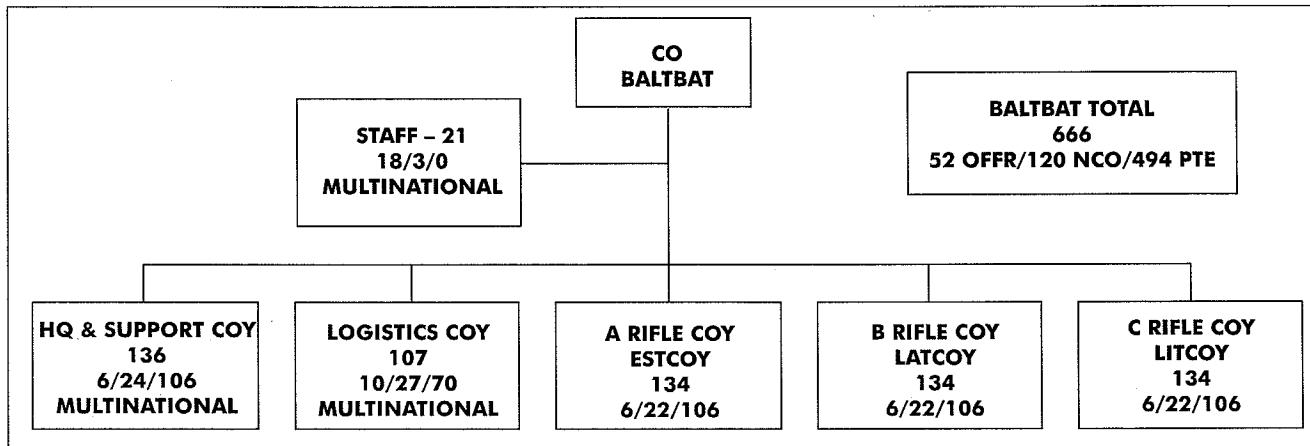 CO
BALTBAT
STAFF – 21
18/3/0
MULTINATIONAL
BALTBAT TOTAL
666
52 OFFR/120 NCO/494 PTE
HQ & SUPPORT COY
136
6/24/106
MULTINATIONAL
LOGISTICS COY
107
10/27/70
MULTINATIONAL
A RIFLE COY
ESTCOY
134
6/22/106
B RIFLE COY
LATCOY
134
6/22/106
C RIFLE COY
LITCOY
134
6/22/106